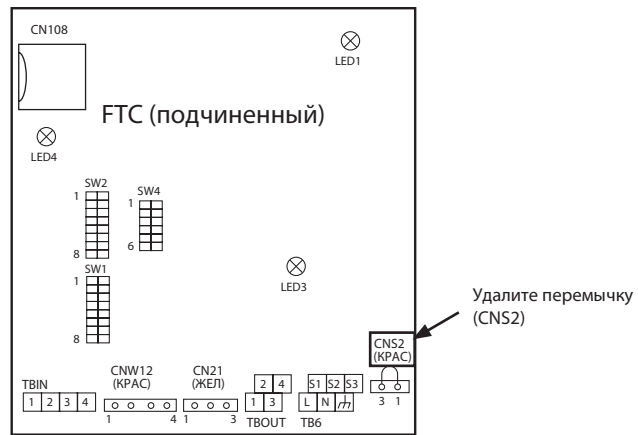 CN108
LED1
FTC (подчиненный)
LED4
SW2
1
8
SW4
1
6
SW1
1
8
LED3
Удалите перемычку
(CNS2)
CNS2
(КРАС)
3 1
TBIN
1 2 3 4
CNW12
(КРАС)
1 4
CN21
(ЖЕЛ)
1 3
2 4
1 3
TBOUT
S1 S2 S3
L N
TB6